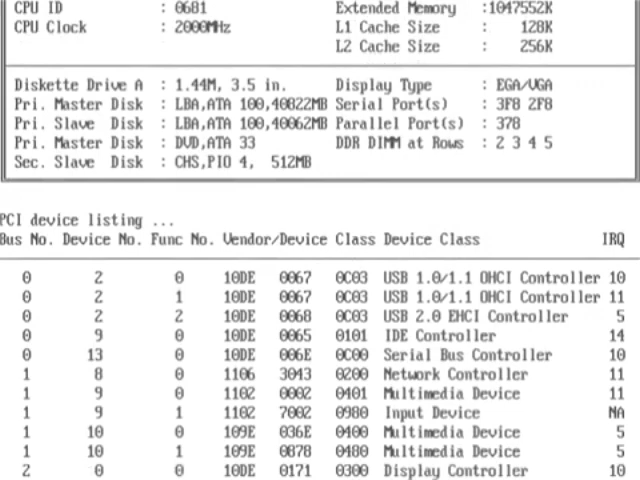 CPU ID : 0681 Extended Memory :1047552K
CPU Clock : 2000MHz L1 Cache Size : 128K
L2 Cache Size : 256K
Diskette Drive A : 1.44M, 3.5 in. Display Type : EGA/VGA
Pri. Master Disk : LBA,ATA 100,40822MB Serial Port(s) : 3F8 2F8
Pri. Slave Disk : LBA,ATA 100,40062MB Parallel Port(s) : 378
Pri. Master Disk : DVD,ATA 33 DDR DIMM at Rows : 2 3 4 5
Sec. Slave Disk : CHS,PIO 4, 512MB
PCI device listing ...
Bus No. Device No. Func No. Vendor/Device Class Device Class IRQ
0 2 0 10DE 0067 0C03 USB 1.0/1.1 OHCI Controller 10
0 2 1 10DE 0067 0C03 USB 1.0/1.1 OHCI Controller 11
0 2 2 10DE 0068 0C03 USB 2.0 EHCI Controller 5
0 9 0 10DE 0065 0101 IDE Controller 14
0 13 0 10DE 006E 0C00 Serial Bus Controller 10
1 8 0 1106 3043 0200 Network Controller 11
1 9 0 1102 0002 0401 Multimedia Device 11
1 9 1 1102 7002 0980 Input Device NA
1 10 0 109E 036E 0400 Multimedia Device 5
1 10 1 109E 0878 0480 Multimedia Device 5
2 0 0 10DE 0171 0300 Display Controller 10